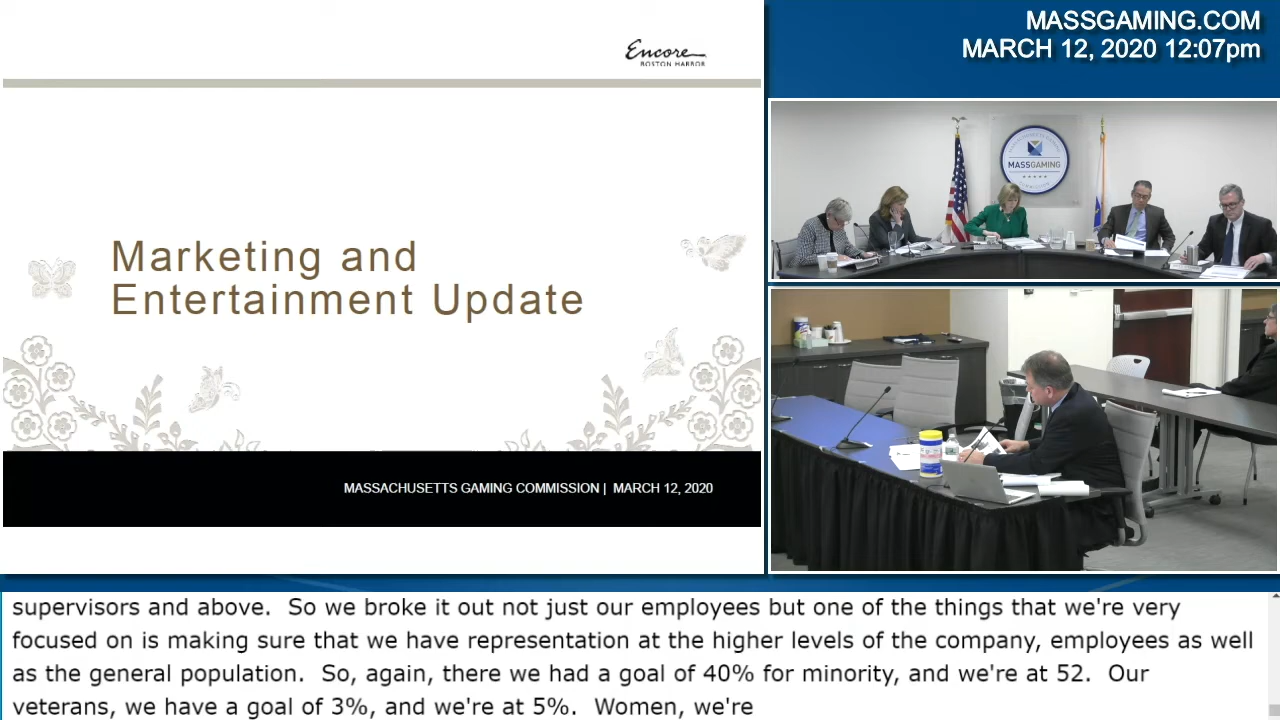 Encore
BOSTON HARBOR
Marketing and
Entertainment Update
MASSACHUSETTS GAMING COMMISSION | MARCH 12, 2020
MASSGAMING.COM
MARCH 12, 2020 12:07pm
MASSGAMING
supervisors and above.  So we broke it out not just our employees but one of the things that we're very
focused on is making sure that we have representation at the higher levels of the company, employees as well
as the general population.  So, again, there we had a goal of 40% for minority, and we're at 52.  Our
veterans, we have a goal of 3%, and we're at 5%.  Women, we're